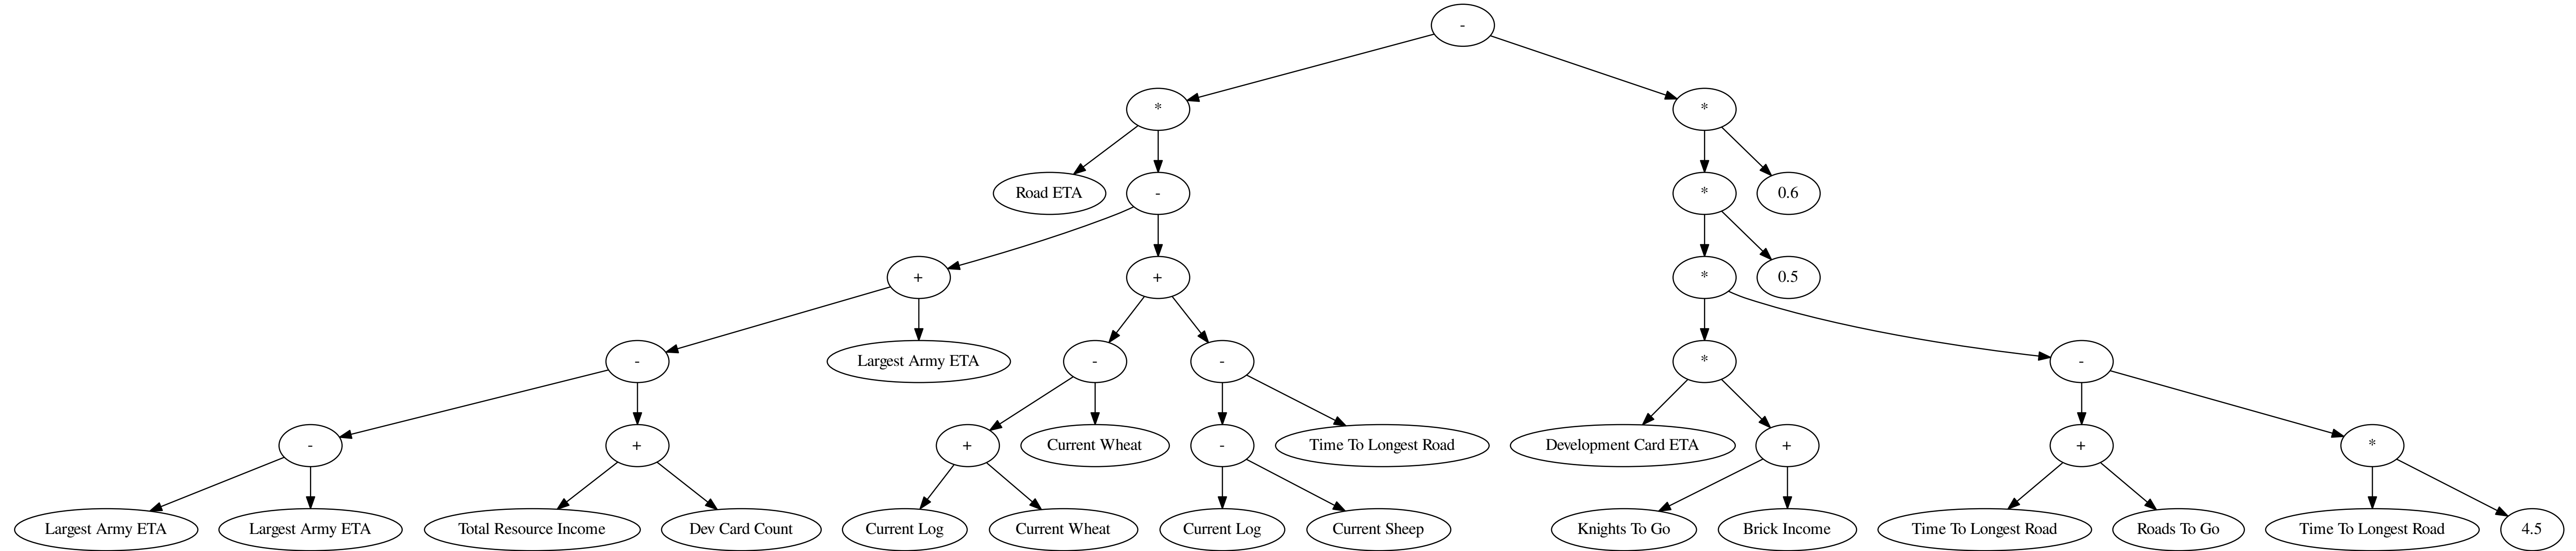 -
*
*
Road ETA
-
*
0.6
+
+
*
0.5
-
Largest Army ETA
-
-
*
-
-
+
+
Current Wheat
-
Time To Longest Road
Development Card ETA
+
+
*
Largest Army ETA
Largest Army ETA
Total Resource Income
Dev Card Count
Current Log
Current Wheat
Current Log
Current Sheep
Knights To Go
Brick Income
Time To Longest Road
Roads To Go
Time To Longest Road
4.5